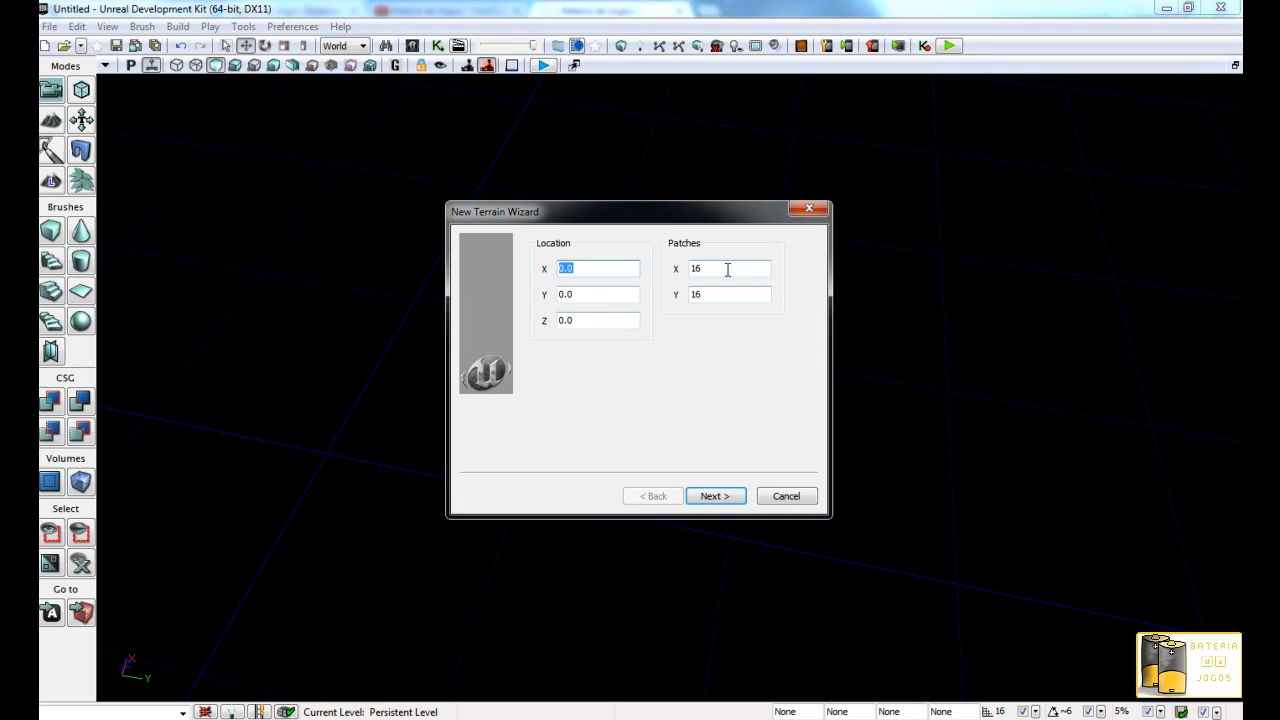 Untitled - Unreal Development Kit (64-bit, DX11)
File Edit View Brush Build Play Tools Preferences Help
World
Modes
P
G
Brushes
CSG
Volumes
Select
Go to
New Terrain Wizard
Location
X 0.0
Y 0.0
Z 0.0
Patches
X 16
Y 16
< Back Next > Cancel
X
Y
BATERIA
de
JOGOS
Current Level: Persistent Level None None None None 16 6 5%